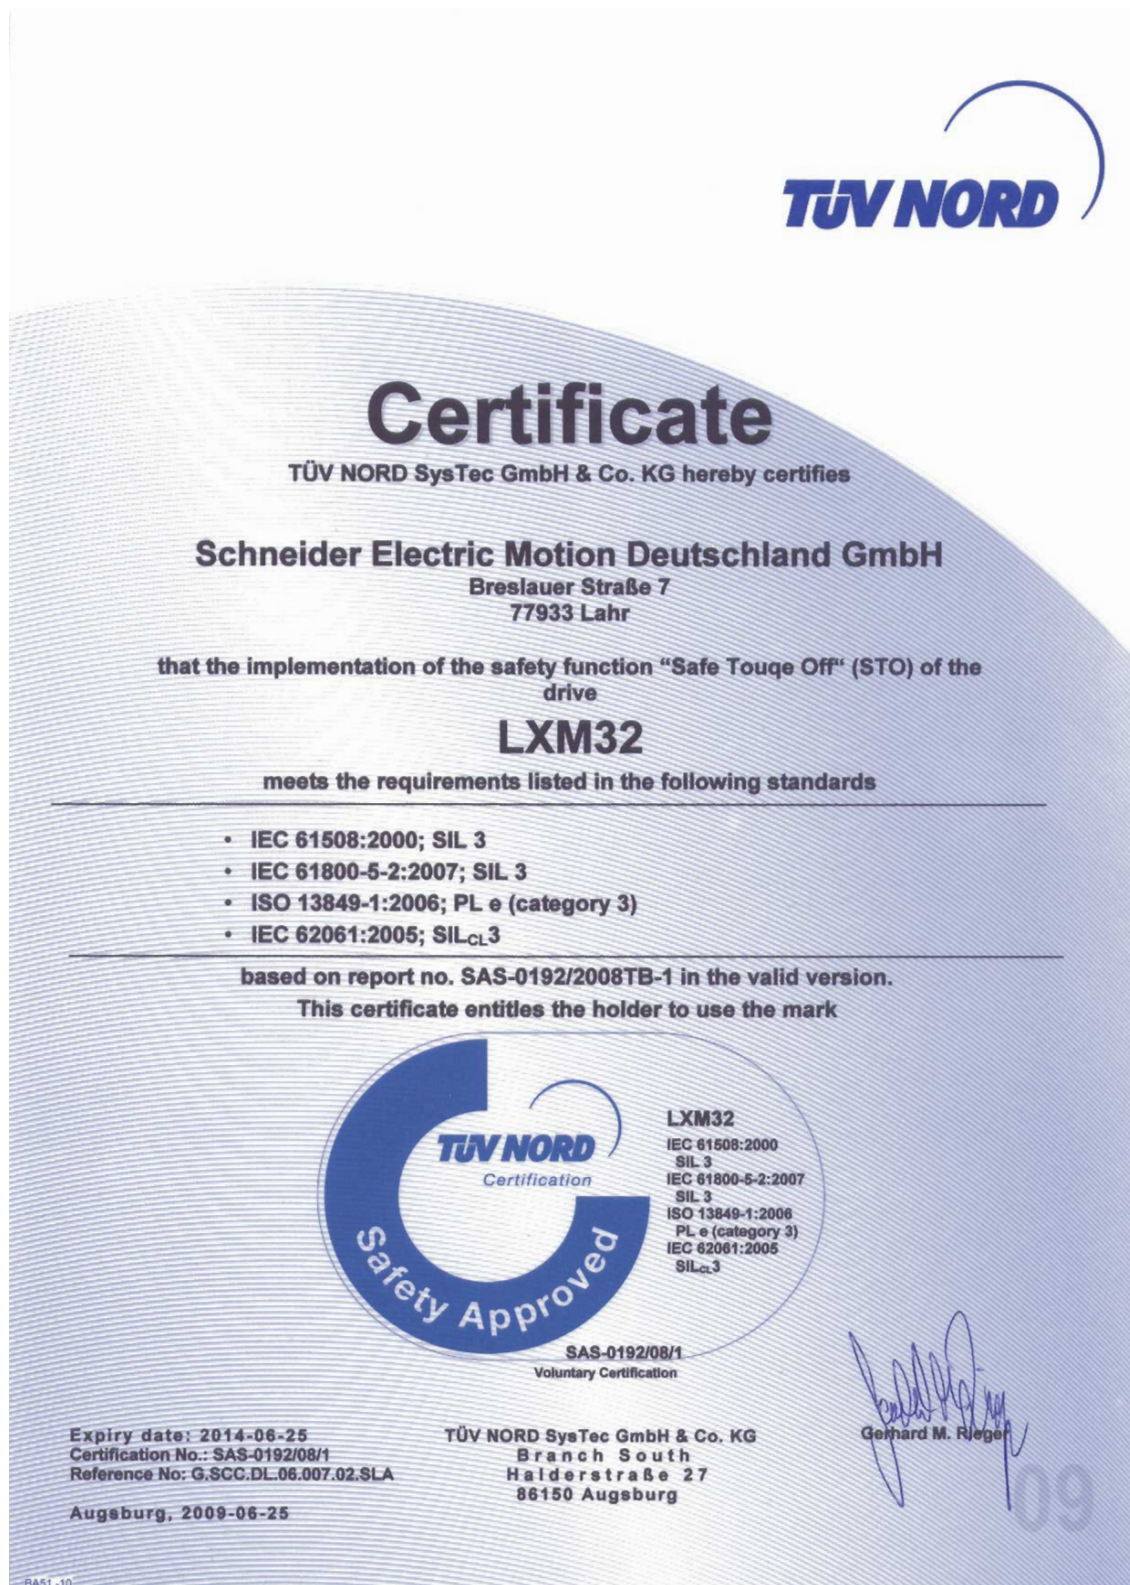 TÜV NORD
Certificate
TÜV NORD SysTec GmbH & Co. KG hereby certifies
Schneider Electric Motion Deutschland GmbH
Breslauer Straße 7
77933 Lahr
that the implementation of the safety function “Safe Touqe Off“ (STO) of the
drive
LXM32
meets the requirements listed in the following standards
• IEC 61508:2000; SIL 3
• IEC 61800-5-2:2007; SIL 3
• ISO 13849-1:2006; PL e (category 3)
• IEC 62061:2005; SILCL3
based on report no. SAS-0192/2008TB-1 in the valid version.
This certificate entitles the holder to use the mark
TÜV NORD
Certification
Safety Approved
LXM32
IEC 61508:2000
SIL 3
IEC 61800-5-2:2007
SIL 3
ISO 13849-1:2006
PL e (category 3)
IEC 62061:2005
SILCL3
SAS-0192/08/1
Voluntary Certification
Expiry date: 2014-06-25
Certification No.: SAS-0192/08/1
Reference No: G.SCC.DL.06.007.02.SLA
Augsburg, 2009-06-25
TÜV NORD SysTec GmbH & Co. KG
Branch South
Halderstraße 27
86150 Augsburg
Gerhard M. Rieger
09